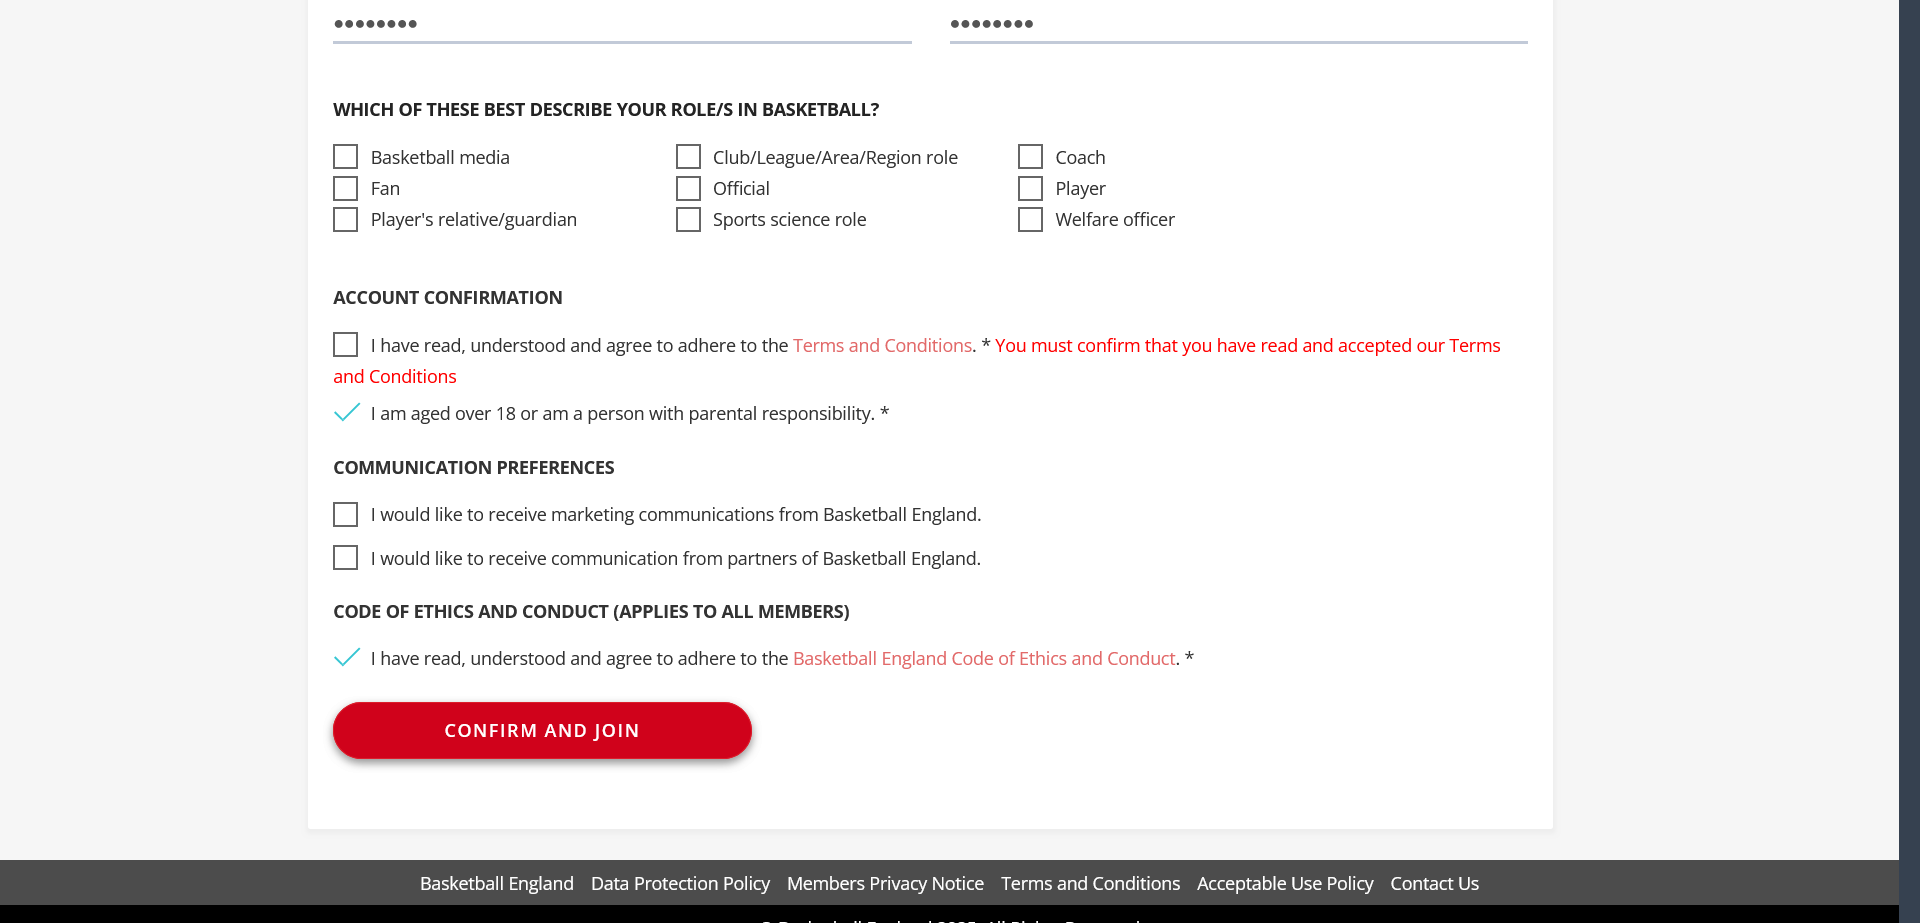 ••••••••  ••••••••
WHICH OF THESE BEST DESCRIBE YOUR ROLE/S IN BASKETBALL?
Basketball media  Club/League/Area/Region role  Coach
Fan  Official  Player
Player's relative/guardian  Sports science role  Welfare officer
ACCOUNT CONFIRMATION
I have read, understood and agree to adhere to the Terms and Conditions. * You must confirm that you have read and accepted our Terms
and Conditions
I am aged over 18 or am a person with parental responsibility. *
COMMUNICATION PREFERENCES
I would like to receive marketing communications from Basketball England.
I would like to receive communication from partners of Basketball England.
CODE OF ETHICS AND CONDUCT (APPLIES TO ALL MEMBERS)
I have read, understood and agree to adhere to the Basketball England Code of Ethics and Conduct. *
CONFIRM AND JOIN
Basketball England  Data Protection Policy  Members Privacy Notice  Terms and Conditions  Acceptable Use Policy  Contact Us